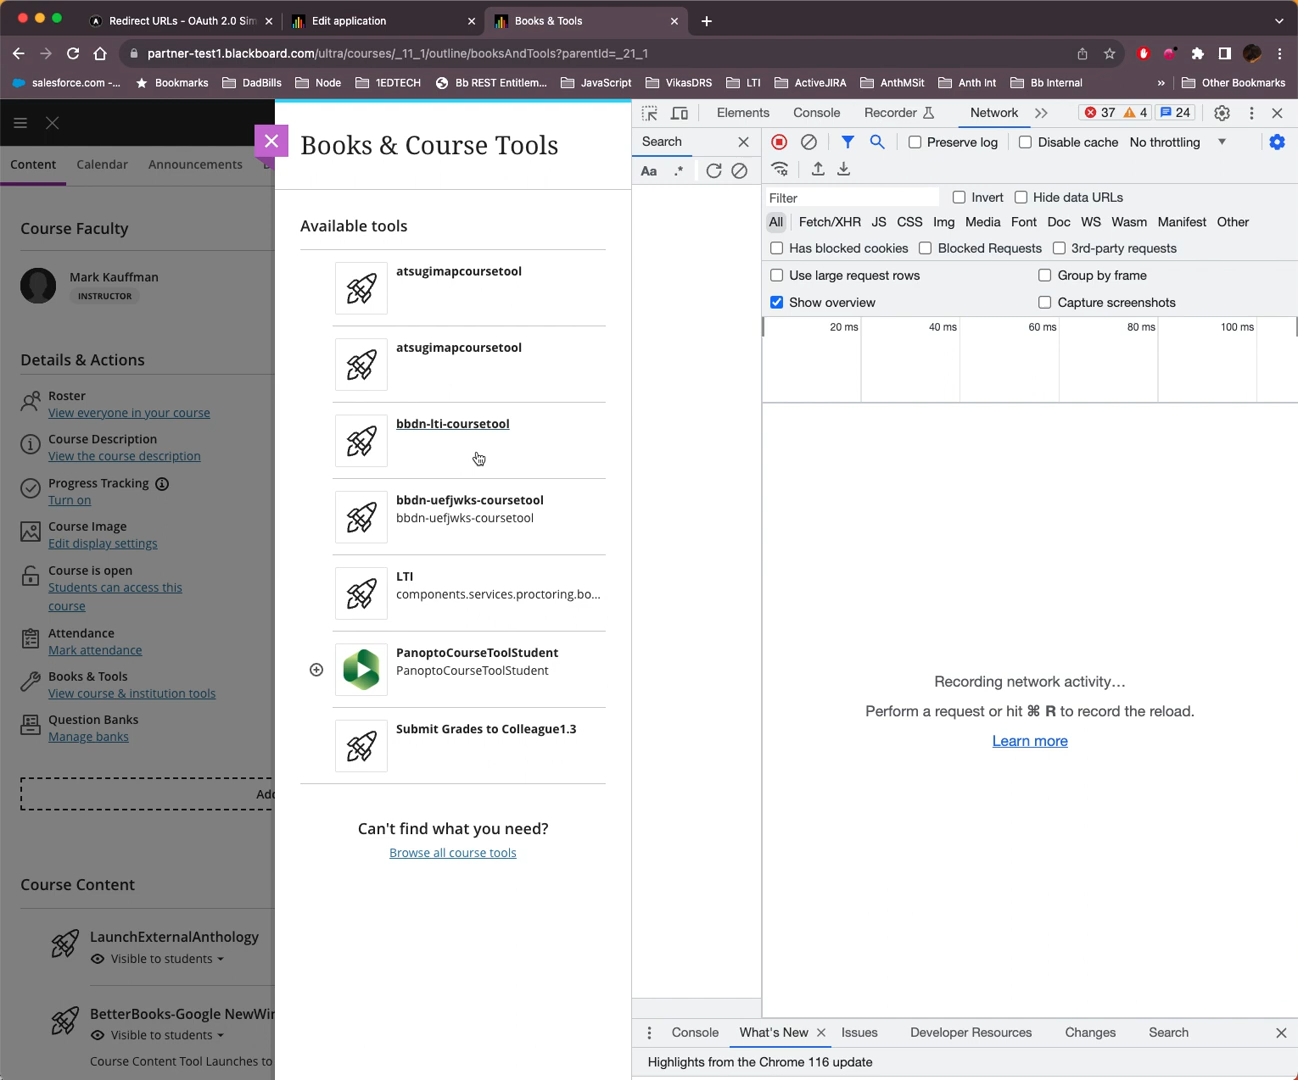 Redirect URLs - OAuth 2.0 Sim
Edit application
Books & Tools
partner-test1.blackboard.com/ultra/courses/_11_1/outline/booksAndTools?parentId=_21_1
salesforce.com -...
Bookmarks
DadBills
Node
1EDTECH
Bb REST Entitlem...
JavaScript
VikasDRS
LTI
ActiveJIRA
AnthMSit
Anth Int
Bb Internal
»
Other Bookmarks
Content
Calendar
Announcements
Course Faculty
Mark Kauffman
INSTRUCTOR
Details & Actions
Roster
View everyone in your course
Course Description
View the course description
Progress Tracking
Turn on
Course Image
Edit display settings
Course is open
Students can access this
course
Attendance
Mark attendance
Books & Tools
View course & institution tools
Question Banks
Manage banks
Course Content
LaunchExternalAnthology
Visible to students
BetterBooks-Google NewWin
Visible to students
Course Content Tool Launches to
Books & Course Tools
Available tools
atsugimapcoursetool
atsugimapcoursetool
bbdn-lti-coursetool
bbdn-uefjwks-coursetool
bbdn-uefjwks-coursetool
LTI
components.services.proctoring.bo...
PanoptoCourseToolStudent
PanoptoCourseToolStudent
Submit Grades to Colleague1.3
Can't find what you need?
Browse all course tools
Elements
Console
Recorder
Network
37
4
24
Search
Aa
.*
Preserve log
Disable cache
No throttling
Filter
Invert
Hide data URLs
All
Fetch/XHR
JS
CSS
Img
Media
Font
Doc
WS
Wasm
Manifest
Other
Has blocked cookies
Blocked Requests
3rd-party requests
Use large request rows
Group by frame
Show overview
Capture screenshots
20 ms
40 ms
60 ms
80 ms
100 ms
Recording network activity…
Perform a request or hit ⌘ R to record the reload.
Learn more
Console
What's New
Issues
Developer Resources
Changes
Search
Highlights from the Chrome 116 update